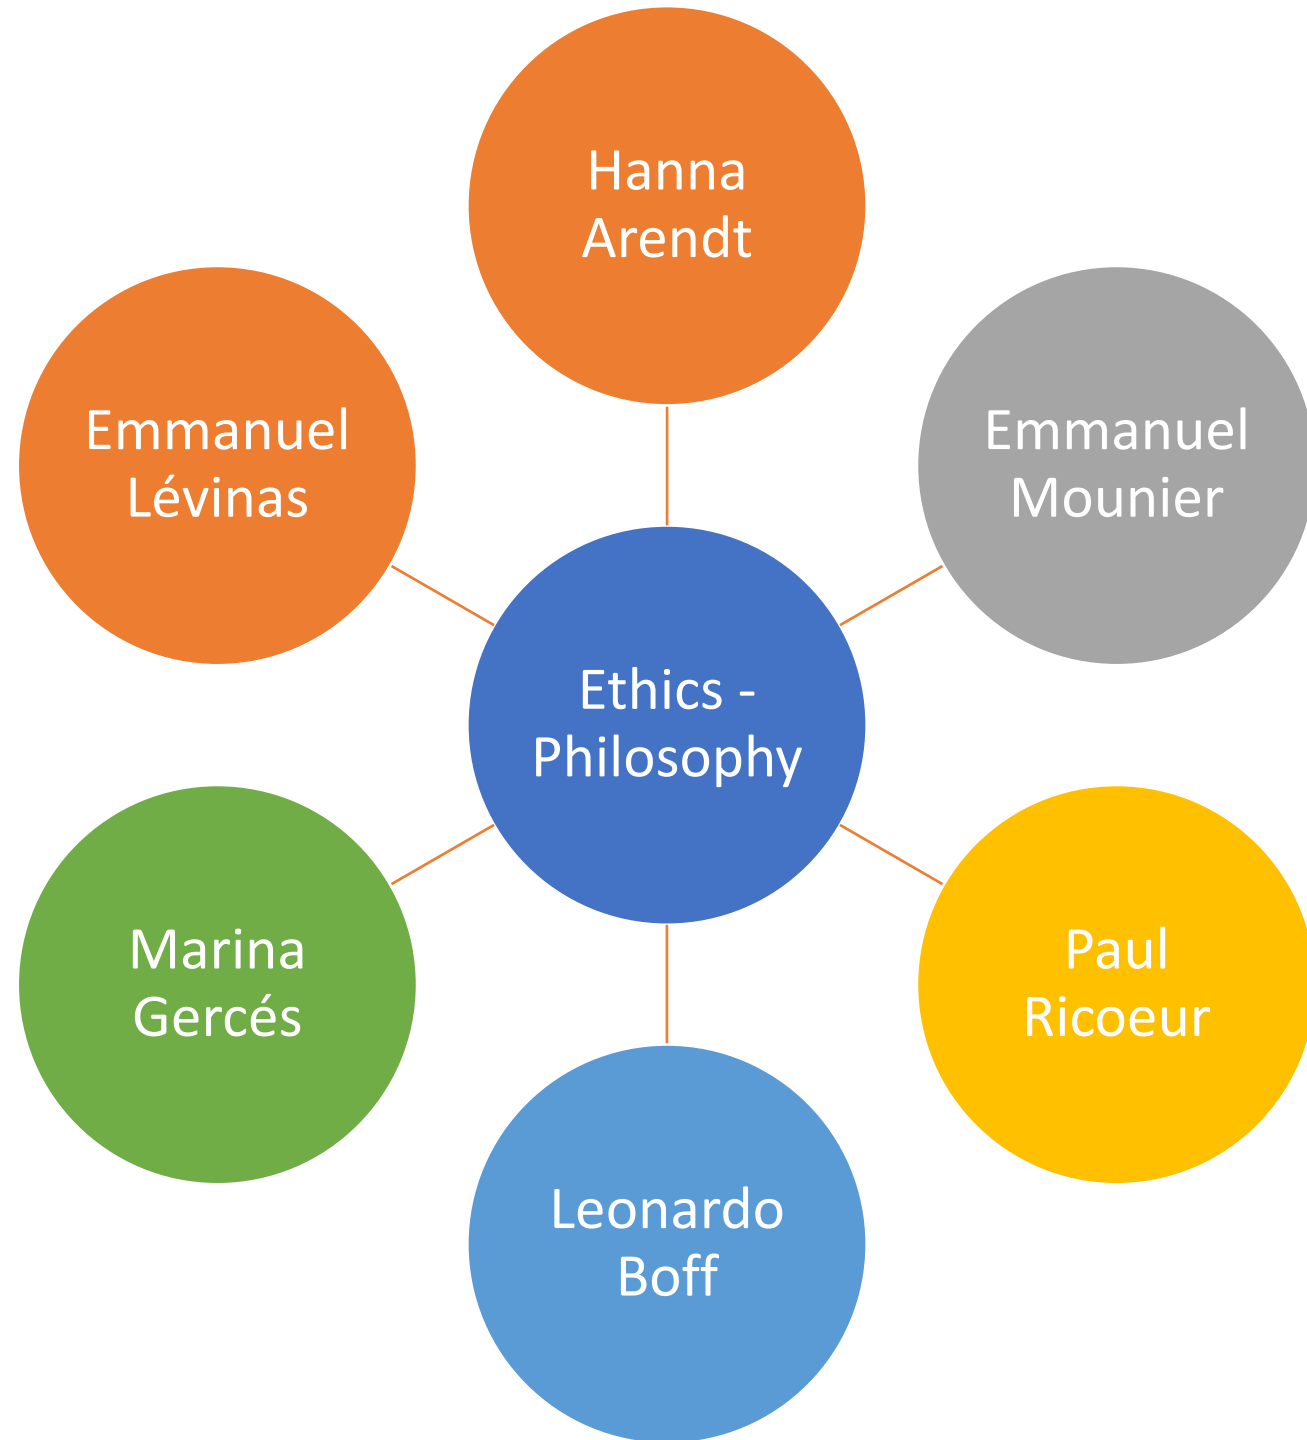 Hanna
Arendt
Emmanuel
Lévinas
Emmanuel
Mounier
Ethics -
Philosophy
Marina
Gercés
Paul
Ricoeur
Leonardo
Boff